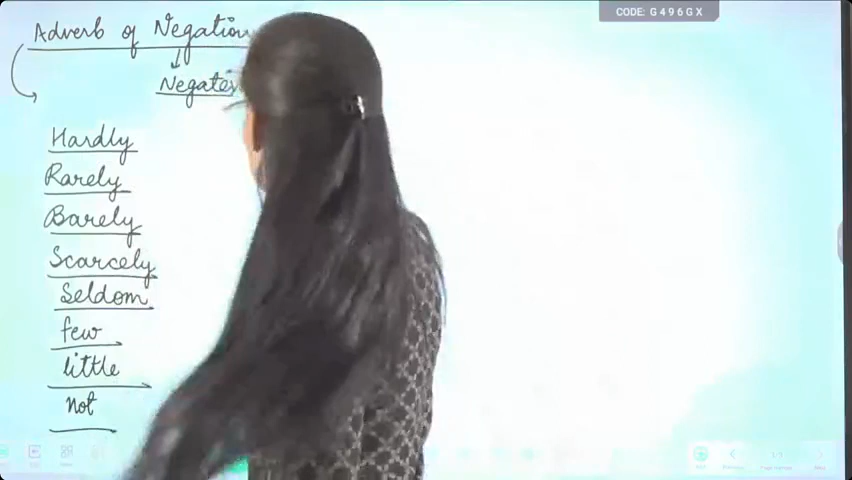 CODE: G496GX
Adverb of Negation
Hardly
Rarely
Barely
Scarcely
Seldom
few
little
not